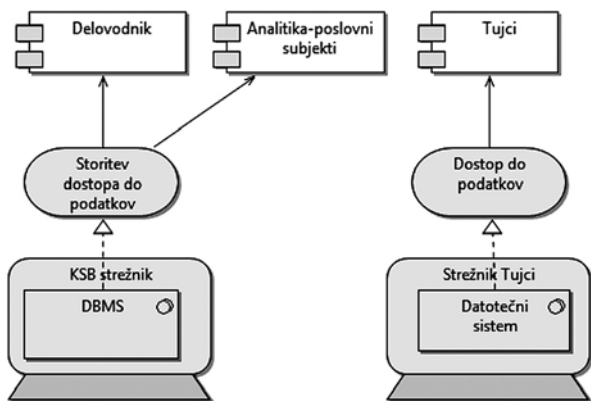 Delovodnik
Analitika-poslovni
subjekti
Tujci
Storitev
dostopa do
podatkov
Dostop do
podatkov
KSB strežnik
DBMS
Strežnik Tujci
Datotečni
sistem